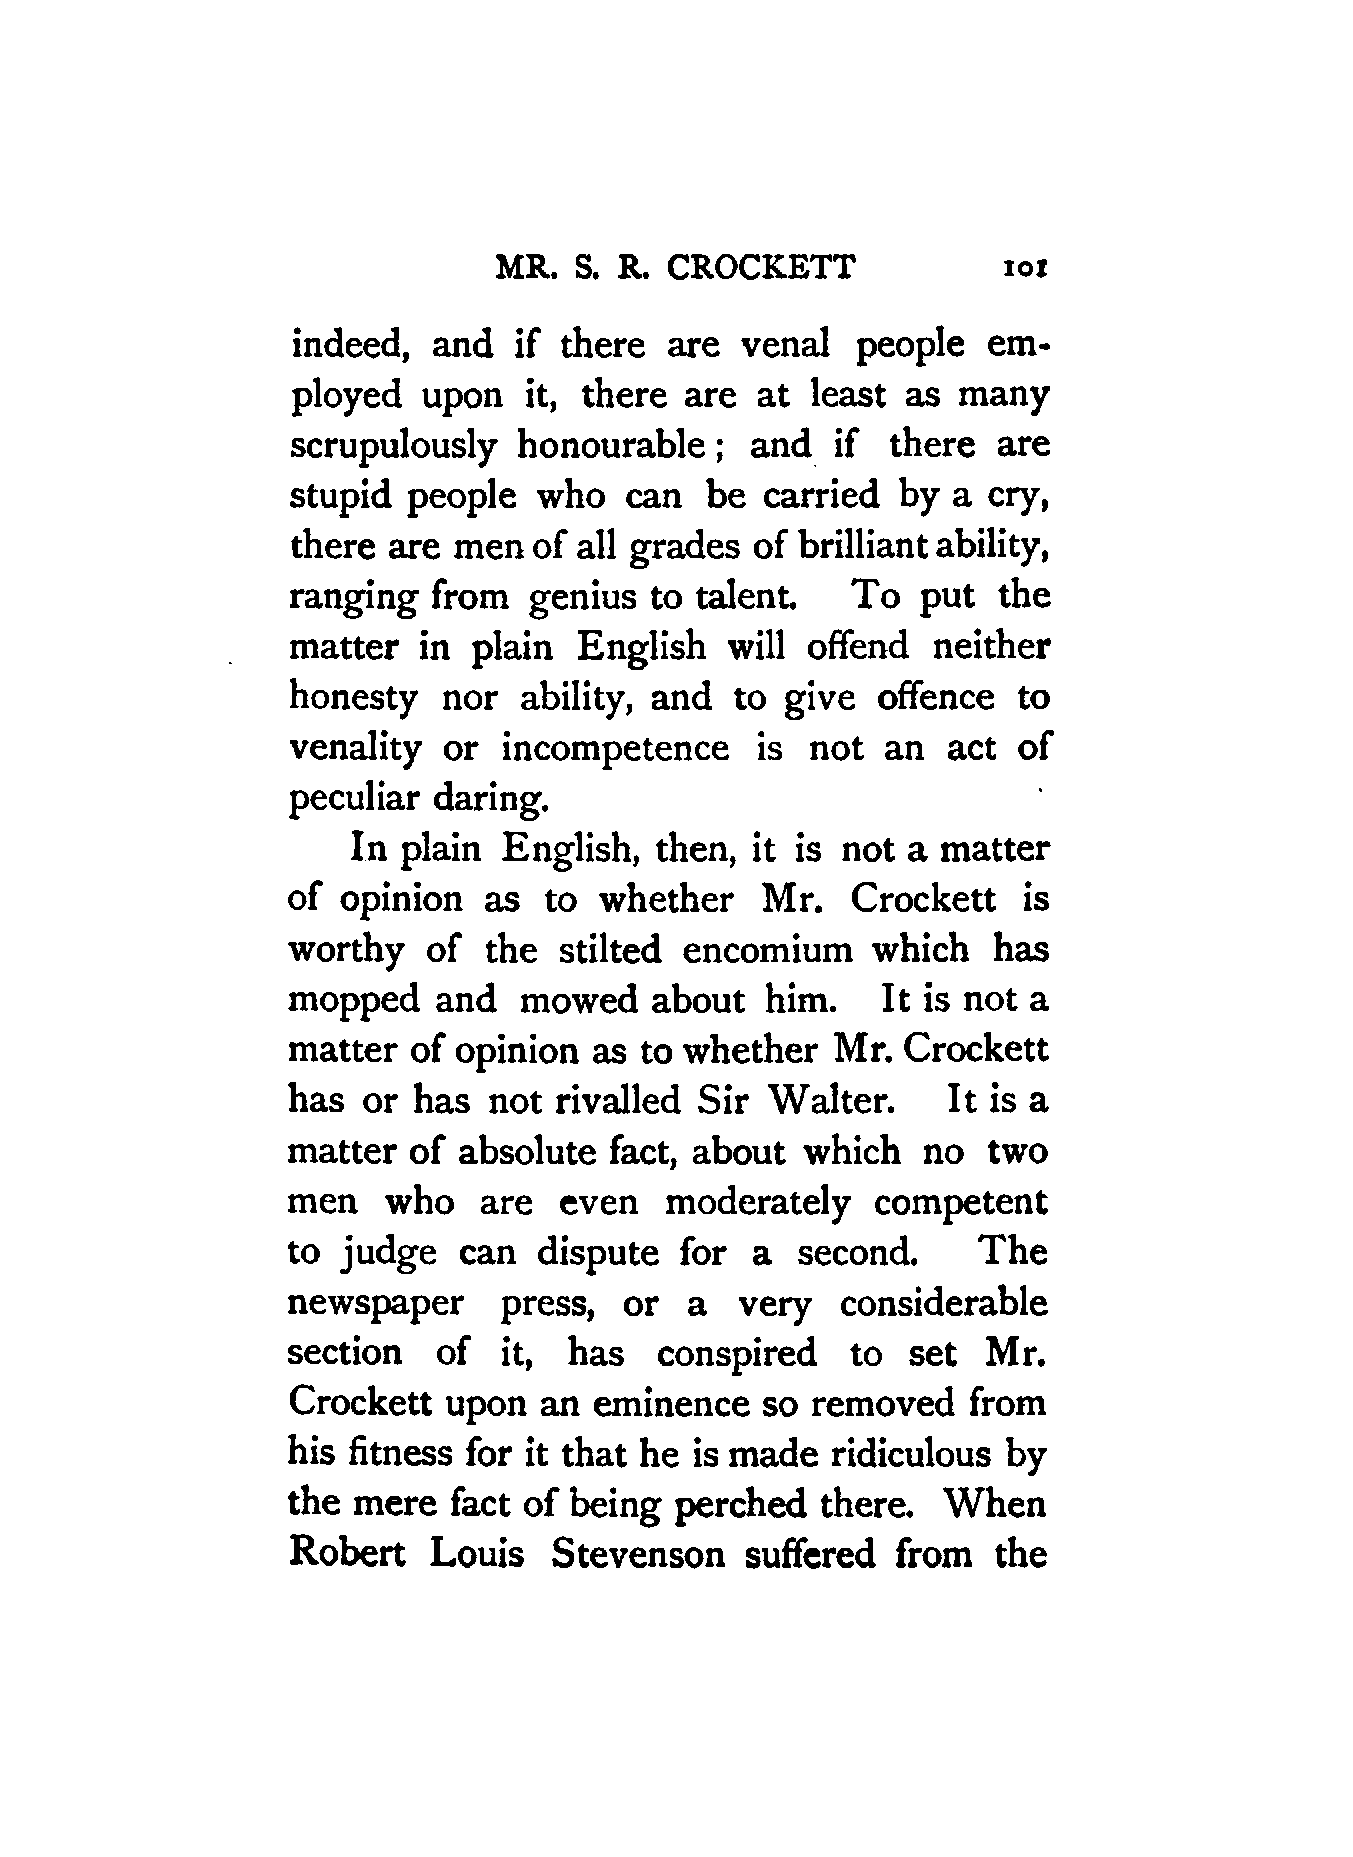 MR. S. R. CROCKETT 101
indeed, and if there are venal people em-
ployed upon it, there are at least as many
scrupulously honourable; and if there are
stupid people who can be carried by a cry,
there are men of all grades of brilliant ability,
ranging from genius to talent. To put the
matter in plain English will offend neither
honesty nor ability, and to give offence to
venality or incompetence is not an act of
peculiar daring.
In plain English, then, it is not a matter
of opinion as to whether Mr. Crockett is
worthy of the stilted encomium which has
mopped and mowed about him. It is not a
matter of opinion as to whether Mr. Crockett
has or has not rivalled Sir Walter. It is a
matter of absolute fact, about which no two
men who are even moderately competent
to judge can dispute for a second. The
newspaper press, or a very considerable
section of it, has conspired to set Mr.
Crockett upon an eminence so removed from
his fitness for it that he is made ridiculous by
the mere fact of being perched there. When
Robert Louis Stevenson suffered from the